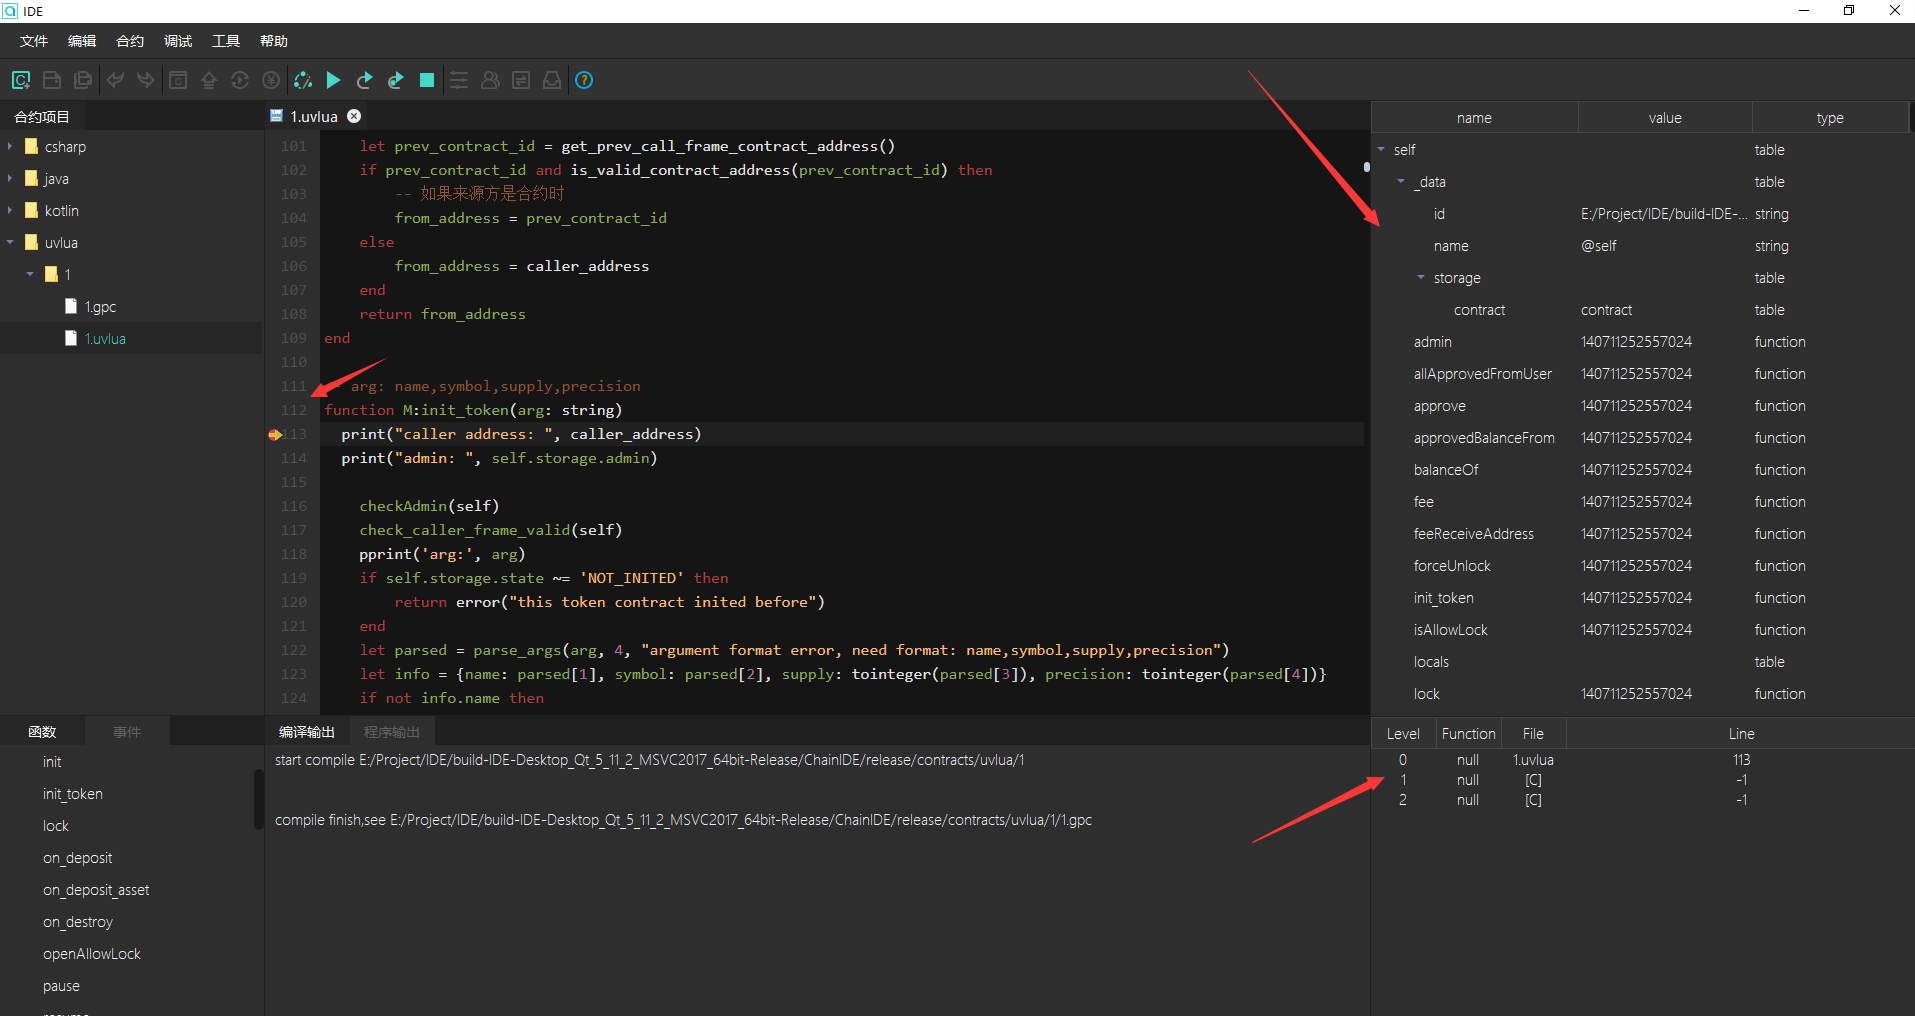 IDE
文件 编辑 合约 调试 工具 帮助
合约项目
csharp
java
kotlin
uvlua
1
1.gpc
1.uvlua
1.uvlua
101 let prev_contract_id = get_prev_call_frame_contract_address()
102 if prev_contract_id and is_valid_contract_address(prev_contract_id) then
103 -- 如果来源方是合约时
104 from_address = prev_contract_id
105 else
106 from_address = caller_address
107 end
108 return from_address
109 end
110
111 arg: name,symbol,supply,precision
112 function M:init_token(arg: string)
113 print("caller address: ", caller_address)
114 print("admin: ", self.storage.admin)
115
116 checkAdmin(self)
117 check_caller_frame_valid(self)
118 pprint('arg:', arg)
119 if self.storage.state ~= 'NOT_INITED' then
120 return error("this token contract inited before")
121 end
122 let parsed = parse_args(arg, 4, "argument format error, need format: name,symbol,supply,precision")
123 let info = {name: parsed[1], symbol: parsed[2], supply: tointeger(parsed[3]), precision: tointeger(parsed[4])}
124 if not info.name then
name value type
self table
_data table
id E:/Project/IDE/build-IDE-... string
name @self string
storage table
contract contract table
admin 140711252557024 function
allApprovedFromUser 140711252557024 function
approve 140711252557024 function
approvedBalanceFrom 140711252557024 function
balanceOf 140711252557024 function
fee 140711252557024 function
feeReceiveAddress 140711252557024 function
forceUnlock 140711252557024 function
init_token 140711252557024 function
isAllowLock 140711252557024 function
locals table
lock 140711252557024 function
函数 事件
init
init_token
lock
on_deposit
on_deposit_asset
on_destroy
openAllowLock
pause
编译输出 程序输出
start compile E:/Project/IDE/build-IDE-Desktop_Qt_5_11_2_MSVC2017_64bit-Release/ChainIDE/release/contracts/uvlua/1
compile finish,see E:/Project/IDE/build-IDE-Desktop_Qt_5_11_2_MSVC2017_64bit-Release/ChainIDE/release/contracts/uvlua/1/1.gpc
Level Function File Line
0 null 1.uvlua 113
1 null [C] -1
2 null [C] -1